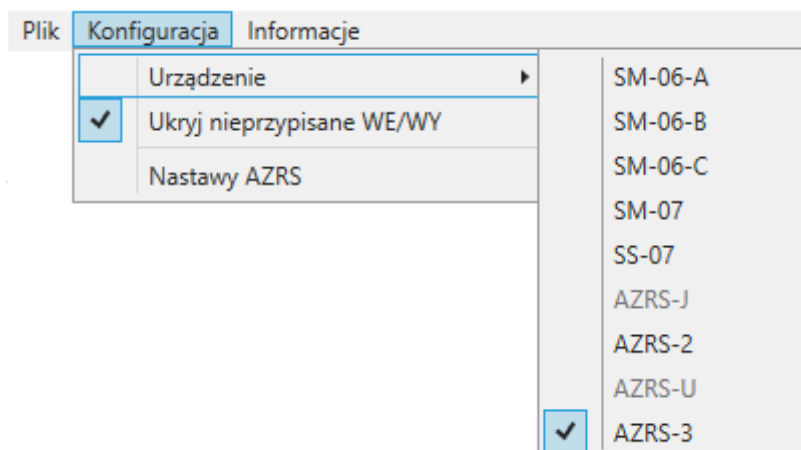 Plik Konfiguracja Informacje
Urządzenie
Ukryj nieprzypisane WE/WY
Nastawy AZRS
SM-06-A
SM-06-B
SM-06-C
SM-07
SS-07
AZRS-J
AZRS-2
AZRS-U
AZRS-3